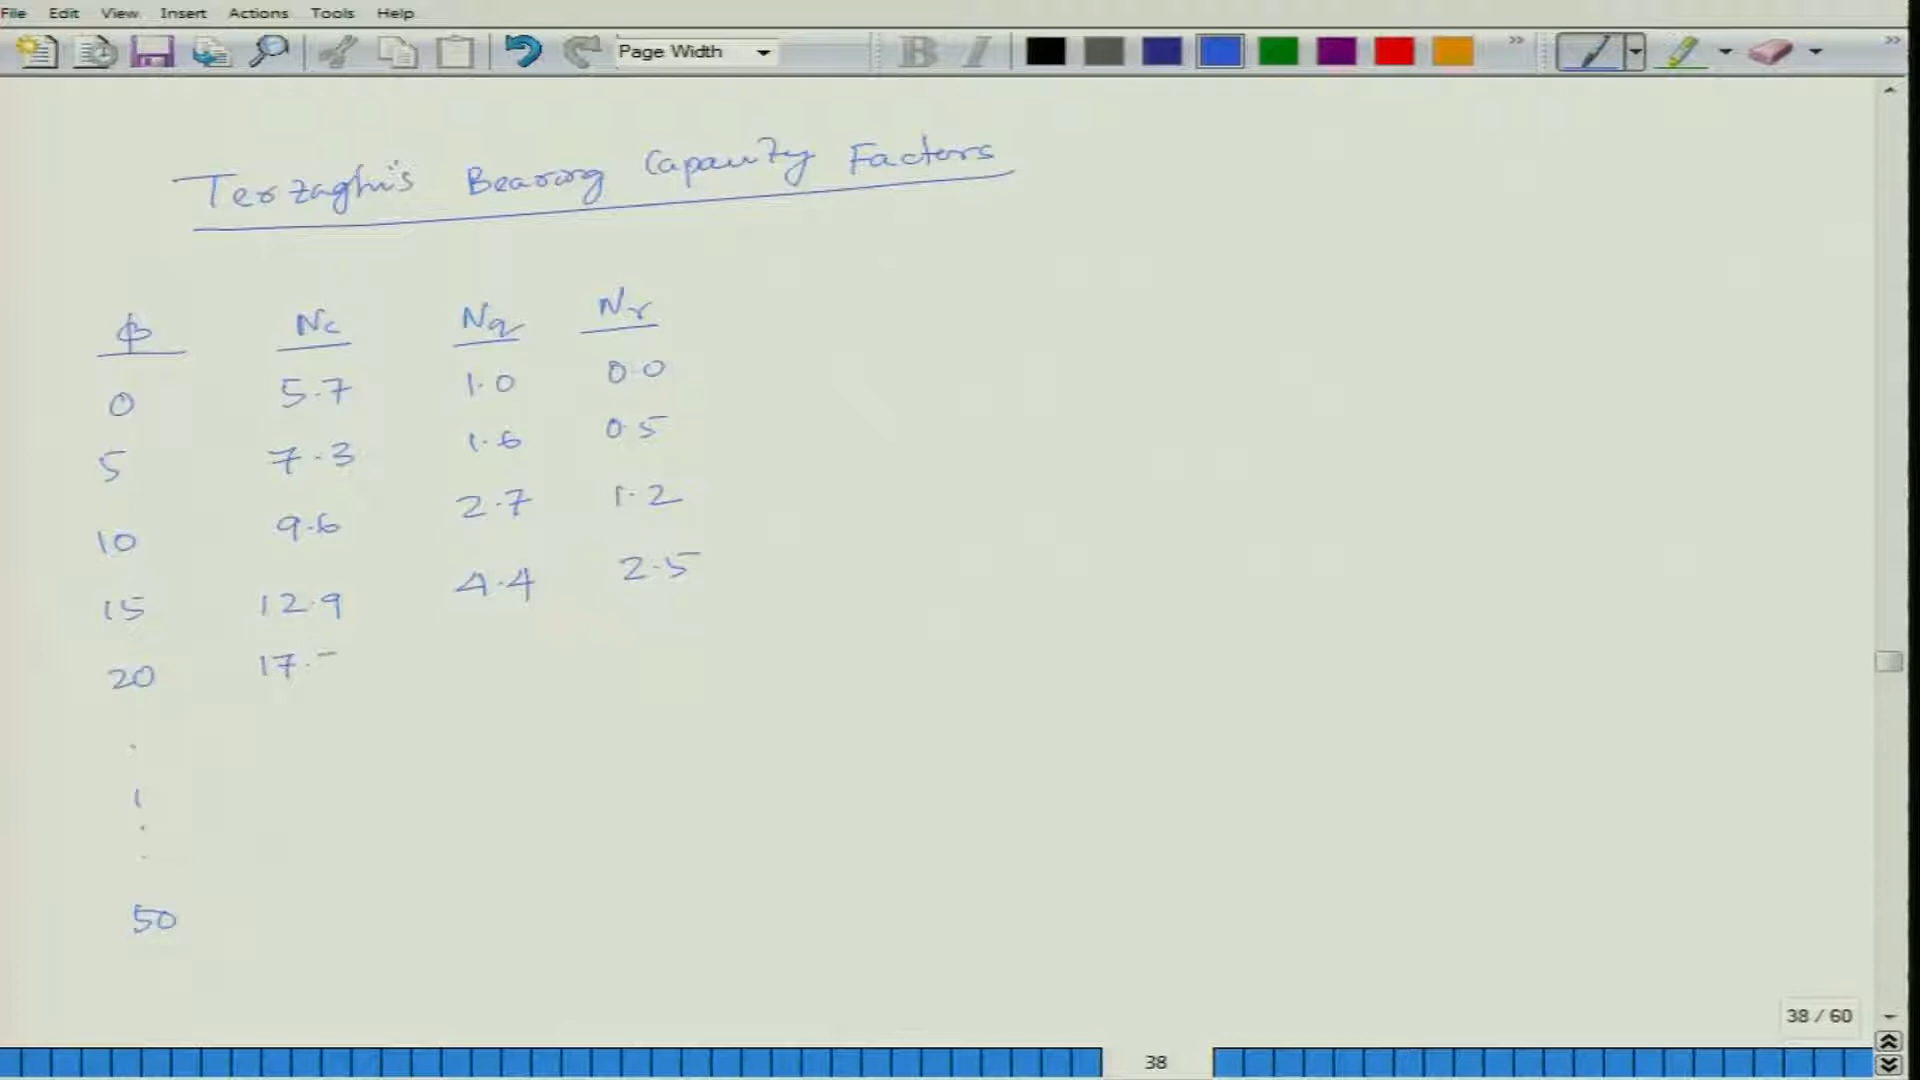 File Edit View Insert Actions Tools Help
Page Width
Terzaghi's Bearing Capacity Factors
ϕ Nc Nq Nγ
0 5.7 1.0 0.0
5 7.3 1.6 0.5
10 9.6 2.7 1.2
15 12.9 4.4 2.5
20 17.
50
38 / 60
38